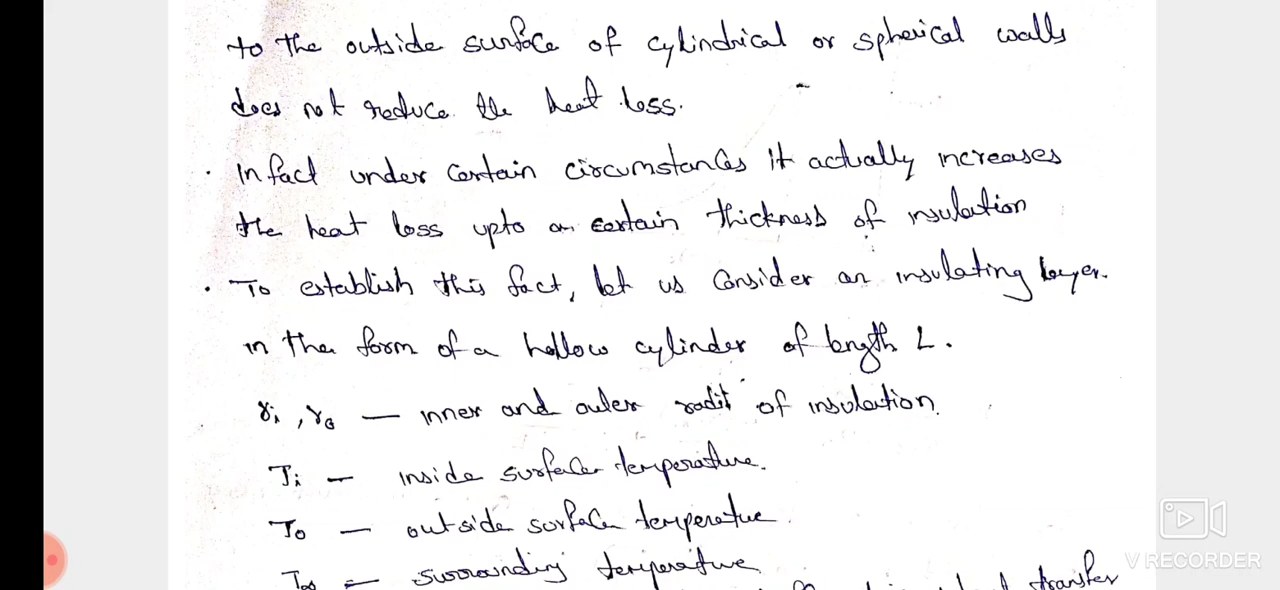 to the outside surface of cylindrical or spherical walls
does not reduce the heat loss.
· Infact under certain circumstances it actually increases
the heat loss upto a certain thickness of insulation
· To establish this fact, let us consider an insulating layer.
in the form of a hollow cylinder of length L.
ri, ro — inner and outer radii of insulation.
Ti — inside surface temperature.
To — outside surface temperature.
T∞ — surrounding temperature
transfer
V RECORDER